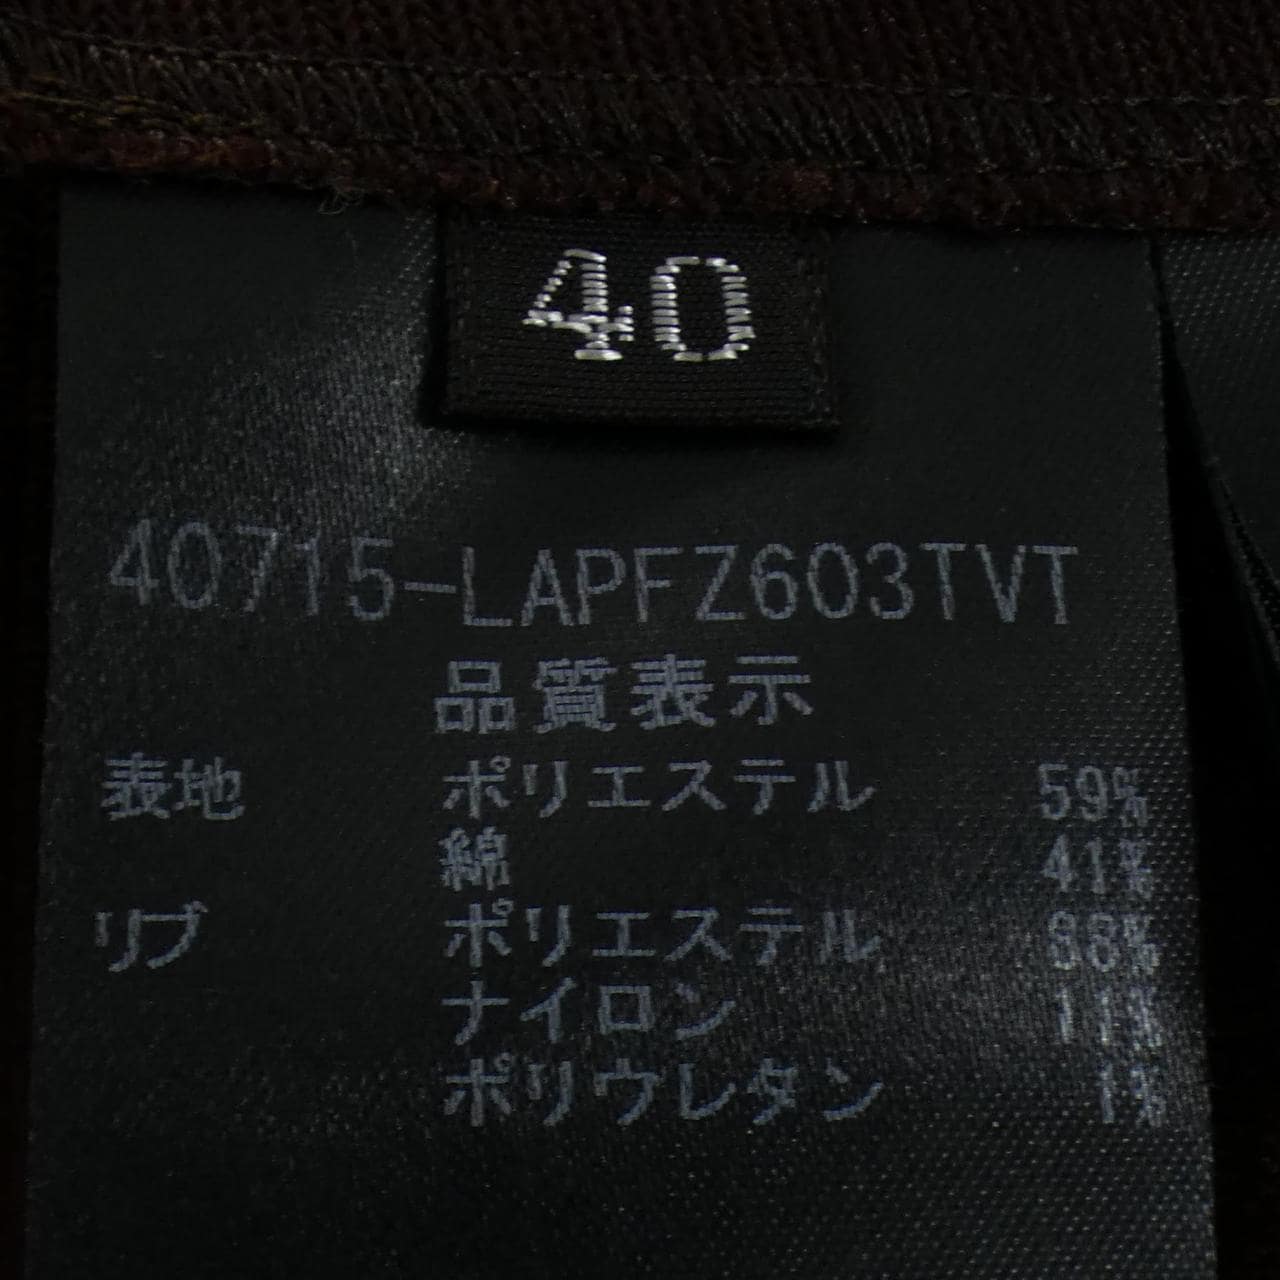 40
40715-LAPFZ603TVT
品質表示
表地 ポリエステル 59%
綿 41%
リブ ポリエステル 88%
ナイロン 11%
ポリウレタン 1%